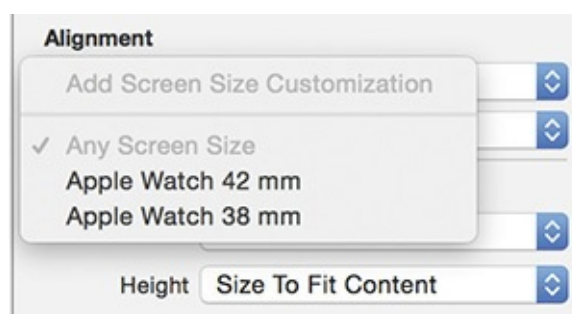 Alignment
Add Screen Size Customization
✓ Any Screen Size
Apple Watch 42 mm
Apple Watch 38 mm
Height Size To Fit Content